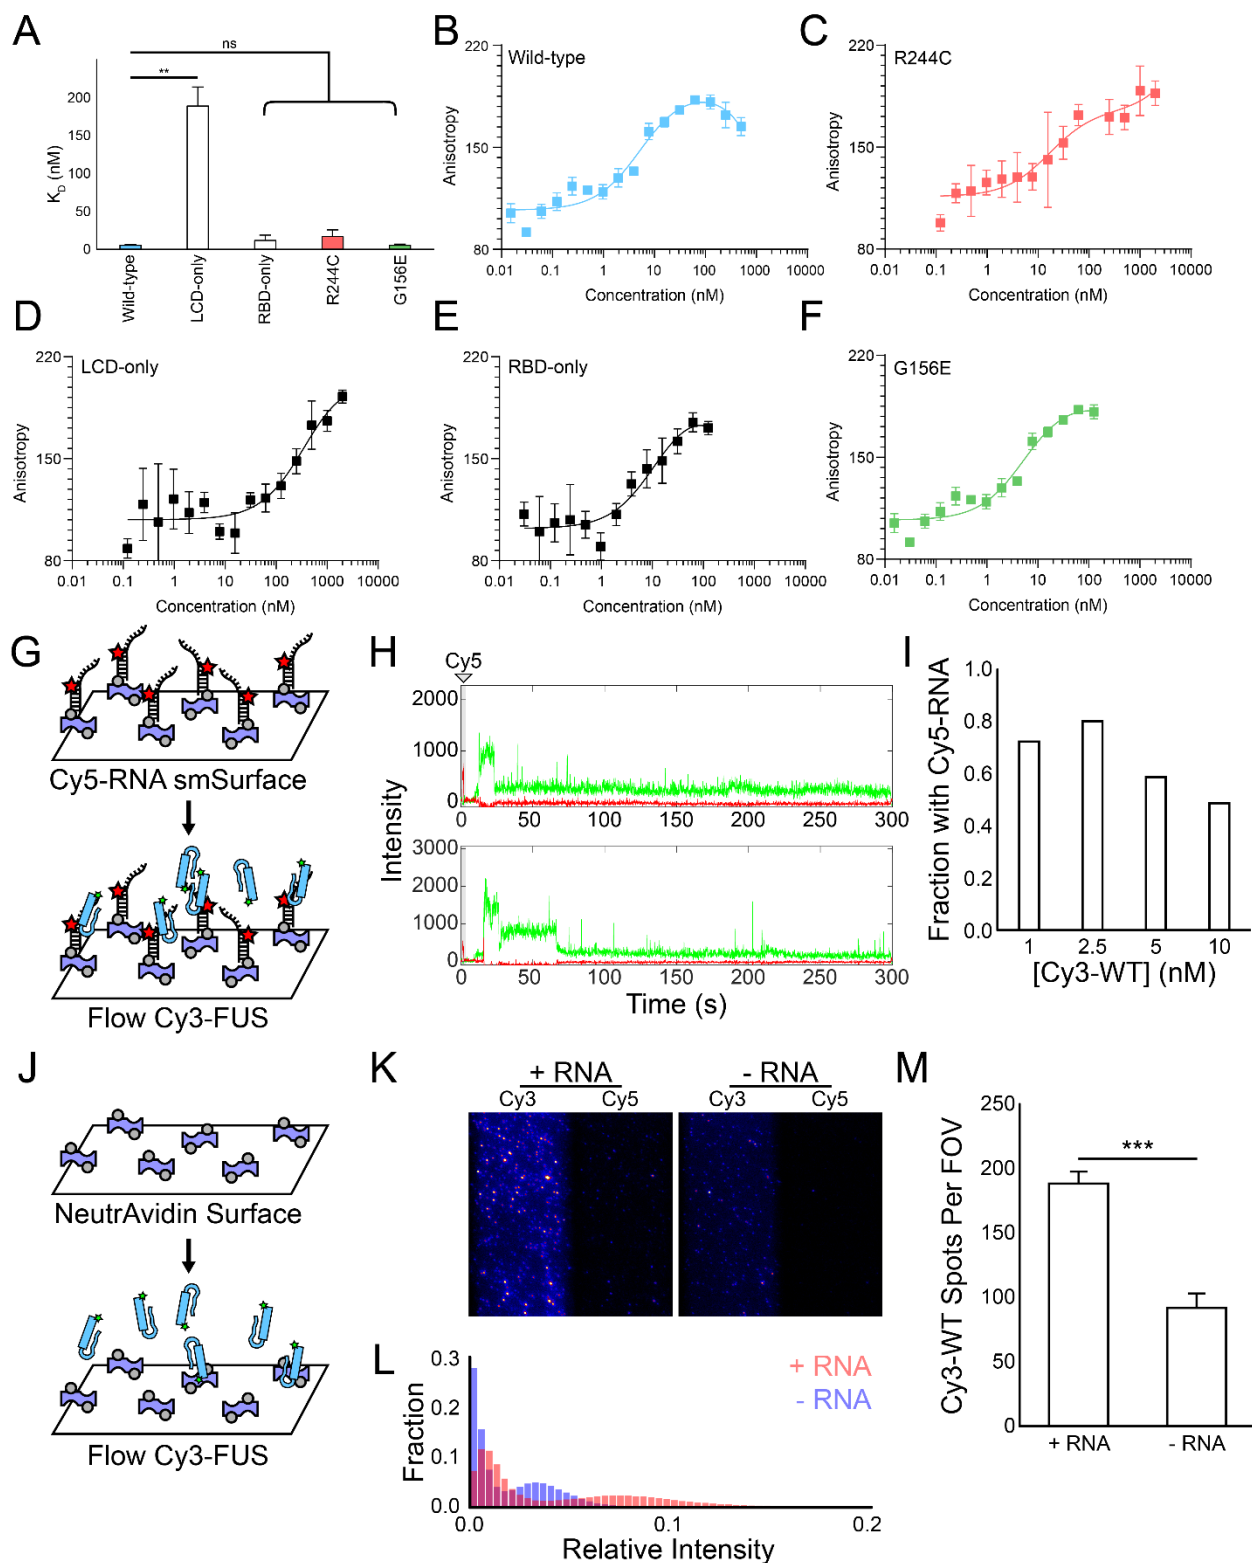 A
ns
**
K_D (nM)
200
150
100
50
0
Wild-type
LCD-only
RBD-only
R244C
G156E
B
Wild-type
Anisotropy
220
150
80
0.01 0.1 1 10 100 1000 10000
Concentration (nM)
C
R244C
Anisotropy
220
150
80
0.01 0.1 1 10 100 1000 10000
Concentration (nM)
D
LCD-only
Anisotropy
220
150
80
0.01 0.1 1 10 100 1000 10000
Concentration (nM)
E
RBD-only
Anisotropy
220
150
80
0.01 0.1 1 10 100 1000 10000
Concentration (nM)
F
G156E
Anisotropy
220
150
80
0.01 0.1 1 10 100 1000 10000
Concentration (nM)
G
Cy5-RNA smSurface
Flow Cy3-FUS
H
Cy5
Intensity
2000
1000
0
0 50 100 150 200 250 300
3000
2000
1000
0
0 50 100 150 200 250 300
Time (s)
I
Fraction with Cy5-RNA
1.0
0.8
0.6
0.4
0.2
0.0
1 2.5 5 10
[Cy3-WT] (nM)
J
NeutrAvidin Surface
Flow Cy3-FUS
K
+ RNA - RNA
Cy3 Cy5 Cy3 Cy5
L
+ RNA
- RNA
Fraction
0.3
0.2
0.1
0.0
0.0 0.1 0.2
Relative Intensity
M
***
Cy3-WT Spots Per FOV
250
200
150
100
50
0
+ RNA - RNA